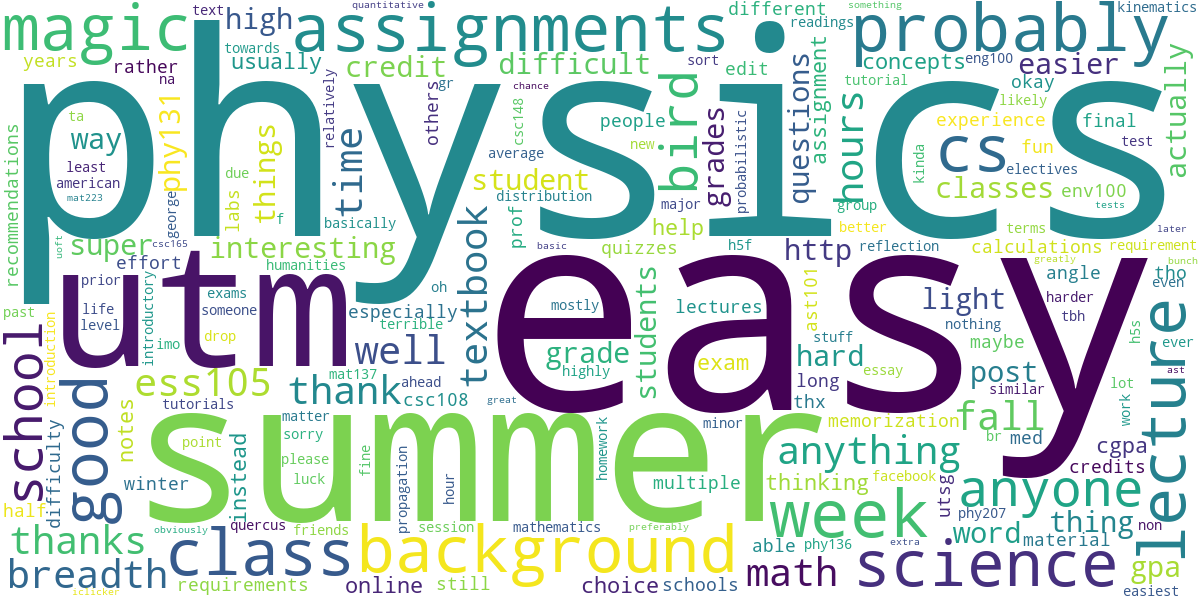 magic
text
quantitative
high
assignments
different
something
readings
probably
kinematics
towards
usually
years
rather
na
credit
difficult
gr
sort
edit
concepts
eng100
easier
okay
actually
physics
recommendations
ta
way
least
american
mat223
phy131
due
things
labs
f
george
relatively
time
basically
others
csc148
average
chance
people
new
student
distribution
prof
bird
major
grades
probabilistic
questions
assignment
hours
tutorial
group
kinda
likely
experience
fun
cs
electives
classes
env100
final
test
tests
later
uoft
super
effort
csc165
interesting
humanities
textbook
basic
h5f
help
quizzes
http
better
reflection
calculations
terms
requirement
greatly
bunch
utm
easy
prior
life
level
past
introductory
exams
someone
drop
imo
oh
especially
terrible
mostly
lectures
students
grade
highly
exam
ast101
stuff
essay
light
nothing
angle
tho
even
harder
tbh
maybe
h5s
ever
ast
school
introduction
good
well
mat137
ahead
great
ess105
thank
csc108
hard
long
thx
post
similar
lot
work
br
med
easiest
lecture
summer
tutorials
notes
difficulty
point
winter
half
matter
sorry
please
luck
instead
fine
propagation
hour
homework
minor
memorization
fall
cgpa
credits
multiple
anything
thinking
facebook
utsg
anyone
gpa
obviously
quercus
friends
session
mathematics
preferably
week
phy207
word
thing
non
material
thanks
class
background
able
phy136
extra
science
breadth
iclicker
requirements
online
still
choice
schools
math